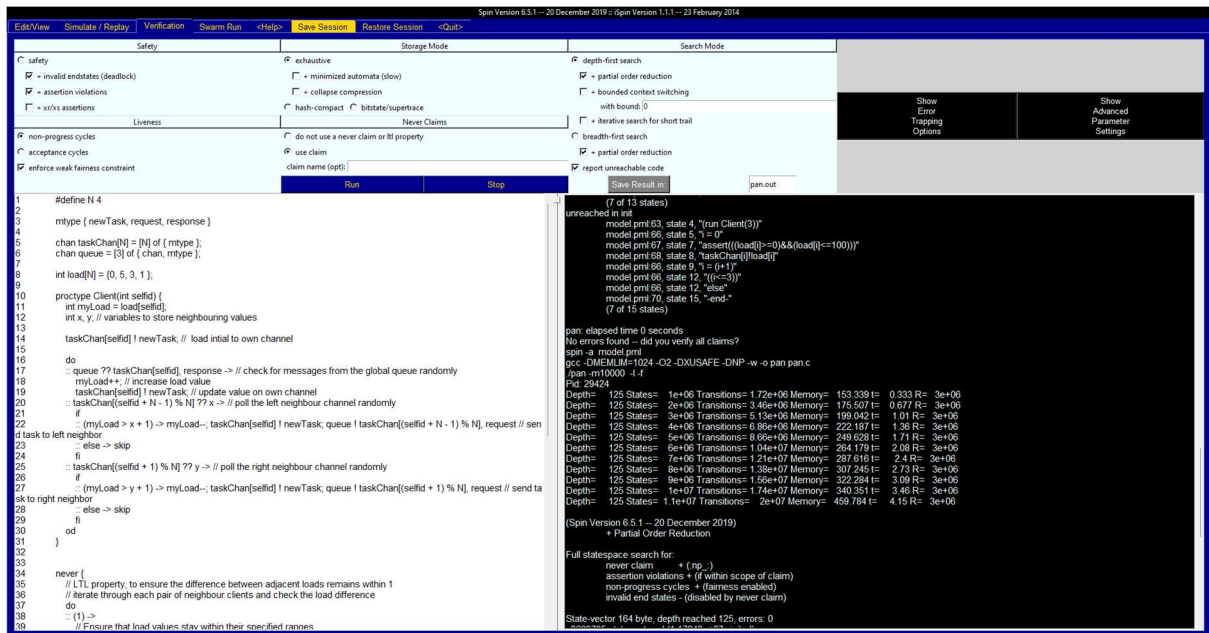 Spin Version 6.5.1 -- 20 December 2019 :: iSpin Version 1.1.1 -- 23 February 2014
Edit/View Simulate / Replay Verification Swarm Run <Help> Save Session Restore Session <Quit>
Safety Storage Mode Search Mode
safety exhaustive depth-first search
+ invalid endstates (deadlock) + minimized automata (slow) + partial order reduction
+ assertion violations + collapse compression + bounded context switching
+ xr/xs assertions hash-compact bitstate/supertrace with bound: 0
Liveness Never Claims + iterative search for short trail
non-progress cycles do not use a never claim or ltl property breadth-first search
acceptance cycles use claim + partial order reduction
enforce weak fairness constraint claim name (opt): report unreachable code
Run Stop Save Result in: pan.out
Show Error Trapping Options
Show Advanced Parameter Settings
1 #define N 4
2
3 mtype { newTask, request, response }
4
5 chan taskChan[N] = [N] of { mtype };
6 chan queue = [3] of { chan, mtype };
7
8 int load[N] = {0, 5, 3, 1 };
9
10 proctype Client(int selfid) {
11 int myLoad = load[selfid];
12 int x, y; // variables to store neighbouring values
13
14 taskChan[selfid] ! newTask; // load intial to own channel
15
16 do
17 :: queue ?? taskChan[selfid], response -> // check for messages from the global queue randomly
18 myLoad++; // increase load value
19 taskChan[selfid] ! newTask; // update value on own channel
20 :: taskChan[(selfid + N - 1) % N] ?? x -> // poll the left neighbour channel randomly
21 if
22 :: (myLoad > x + 1) -> myLoad--; taskChan[selfid] ! newTask; queue ! taskChan[(selfid + N - 1) % N], request // sen
d task to left neighbor
23 :: else -> skip
24 fi
25 :: taskChan[(selfid + 1) % N] ?? y -> // poll the right neighbour channel randomly
26 if
27 :: (myLoad > y + 1) -> myLoad--; taskChan[selfid] ! newTask; queue ! taskChan[(selfid + 1) % N], request // send ta
sk to right neighbor
28 :: else -> skip
29 fi
30 od
31 }
32
33
34 never {
35 // LTL property, to ensure the difference between adjacent loads remains within 1
36 // iterate through each pair of neighbour clients and check the load difference
37 do
38 :: (1) ->
39 // Ensure that load values stay within their specified ranges
(7 of 13 states)
unreached in init
model.pml:63, state 4, "(run Client(3))"
model.pml:66, state 5, "i = 0"
model.pml:67, state 7, "assert(((load[i]>=0)&&(load[i]<=100)))"
model.pml:68, state 8, "taskChan[i]!load[i]"
model.pml:66, state 9, "i = (i+1)"
model.pml:66, state 12, "((i<=3))"
model.pml:66, state 12, "else"
model.pml:70, state 15, "-end-"
(7 of 15 states)
pan: elapsed time 0 seconds
No errors found -- did you verify all claims?
spin -a model.pml
gcc -DMEMLIM=1024 -O2 -DXUSAFE -DNP -w -o pan pan.c
./pan -m10000 -l -f
Pid: 29424
Depth= 125 States= 1e+06 Transitions= 1.72e+06 Memory= 153.339 t= 0.333 R= 3e+06
Depth= 125 States= 2e+06 Transitions= 3.46e+06 Memory= 175.507 t= 0.677 R= 3e+06
Depth= 125 States= 3e+06 Transitions= 5.13e+06 Memory= 199.042 t= 1.01 R= 3e+06
Depth= 125 States= 4e+06 Transitions= 6.86e+06 Memory= 222.187 t= 1.36 R= 3e+06
Depth= 125 States= 5e+06 Transitions= 8.66e+06 Memory= 249.628 t= 1.71 R= 3e+06
Depth= 125 States= 6e+06 Transitions= 1.04e+07 Memory= 264.179 t= 2.08 R= 3e+06
Depth= 125 States= 7e+06 Transitions= 1.21e+07 Memory= 287.616 t= 2.4 R= 3e+06
Depth= 125 States= 8e+06 Transitions= 1.38e+07 Memory= 307.245 t= 2.73 R= 3e+06
Depth= 125 States= 9e+06 Transitions= 1.56e+07 Memory= 322.284 t= 3.09 R= 3e+06
Depth= 125 States= 1e+07 Transitions= 1.74e+07 Memory= 340.351 t= 3.46 R= 3e+06
Depth= 125 States= 1.1e+07 Transitions= 2e+07 Memory= 459.784 t= 4.15 R= 3e+06
(Spin Version 6.5.1 -- 20 December 2019)
+ Partial Order Reduction
Full statespace search for:
never claim + (:np_:)
assertion violations + (if within scope of claim)
non-progress cycles + (fairness enabled)
invalid end states - (disabled by never claim)
State-vector 164 byte, depth reached 125, errors: 0